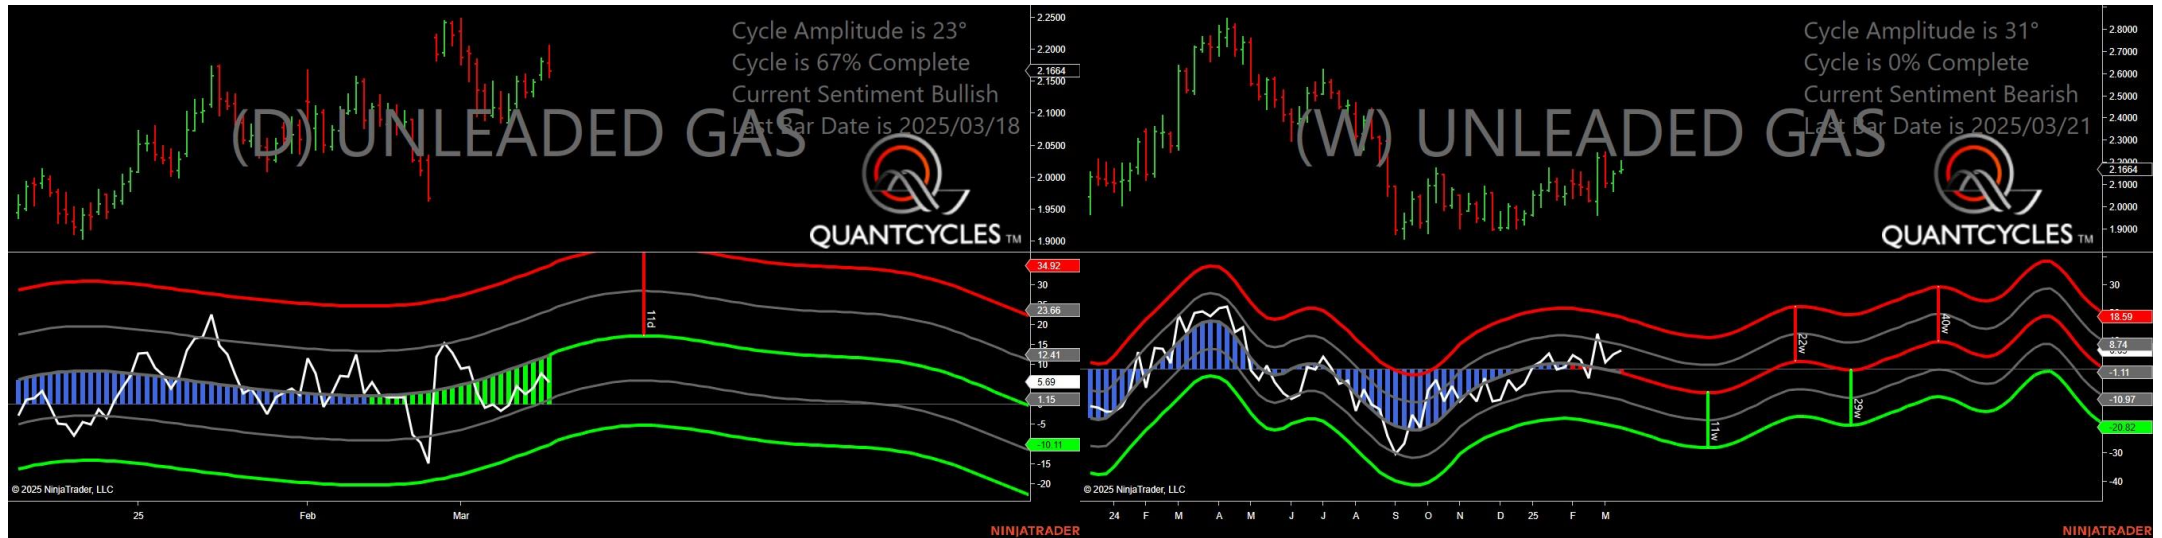 Cycle Amplitude is 23°
Cycle is 67% Complete
Current Sentiment Bullish
Last Bar Date is 2025/03/18
(D) UNLEADED GAS
QUANTCYCLES TM
2.2500
2.2000
2.1664
2.1500
2.1000
2.0500
2.0000
1.9500
1.9000
11d
34.92
30
23.66
20
15
12.41
10
5.69
1.15
-5
-10.11
-15
-20
© 2025 NinjaTrader, LLC
25 Feb Mar
NINJATRADER
Cycle Amplitude is 31°
Cycle is 0% Complete
Current Sentiment Bearish
Last Bar Date is 2025/03/21
(W) UNLEADED GAS
QUANTCYCLES TM
2.8000
2.7000
2.6000
2.5000
2.4000
2.3000
2.2000
2.1664
2.1000
2.0000
1.9000
11w
22w
29w
40w
30
18.59
8.74
-1.11
-10.97
-20.82
-30
-40
© 2025 NinjaTrader, LLC
24 F M A M J J A S O N D 25 F M
NINJATRADER